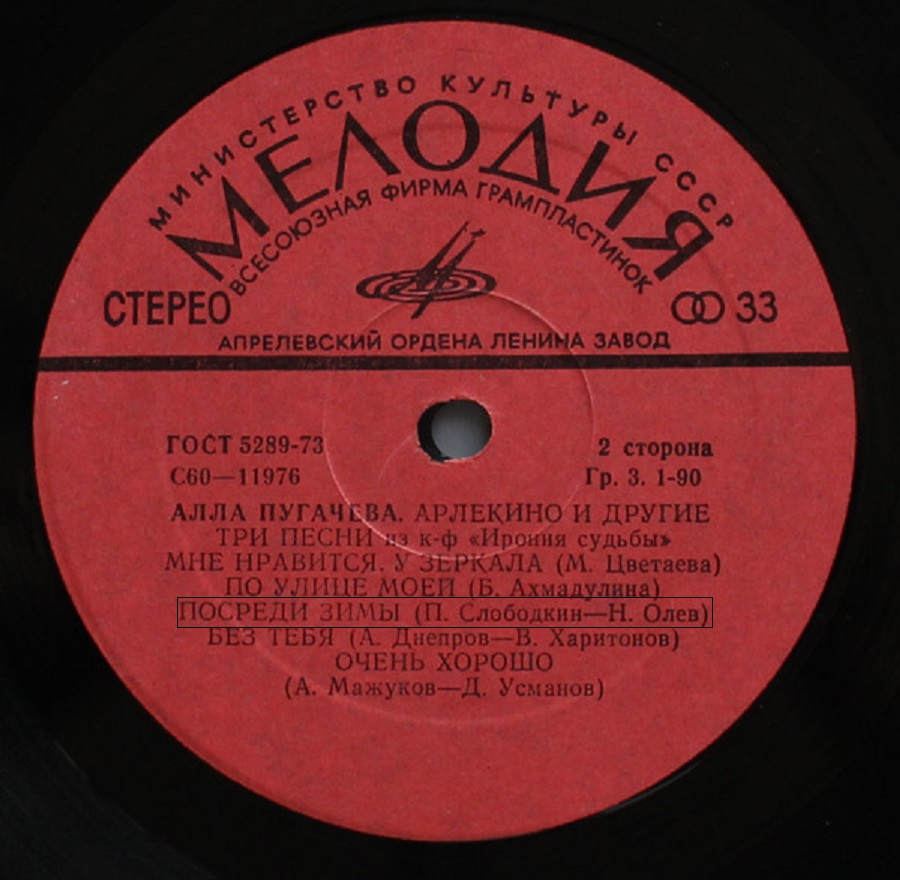 МИНИСТЕРСТВО КУЛЬТУРЫ СССР
МЕЛОДИЯ
ВСЕСОЮЗНАЯ ФИРМА ГРАМПЛАСТИНОК
СТЕРЕО 33
АПРЕЛЕВСКИЙ ОРДЕНА ЛЕНИНА ЗАВОД
ГОСТ 5289-73 2 сторона
С60—11976 Гр. 3. 1-90
АЛЛА ПУГАЧЕВА. АРЛЕКИНО И ДРУГИЕ
ТРИ ПЕСНИ из к-ф «Ирония судьбы»
МНЕ НРАВИТСЯ. У ЗЕРКАЛА (М. Цветаева)
ПО УЛИЦЕ МОЕЙ (Б. Ахмадулина)
ПОСРЕДИ ЗИМЫ (П. Слободкин—Н. Олев)
БЕЗ ТЕБЯ (А. Днепров—В. Харитонов)
ОЧЕНЬ ХОРОШО
(А. Мажуков—Д. Усманов)